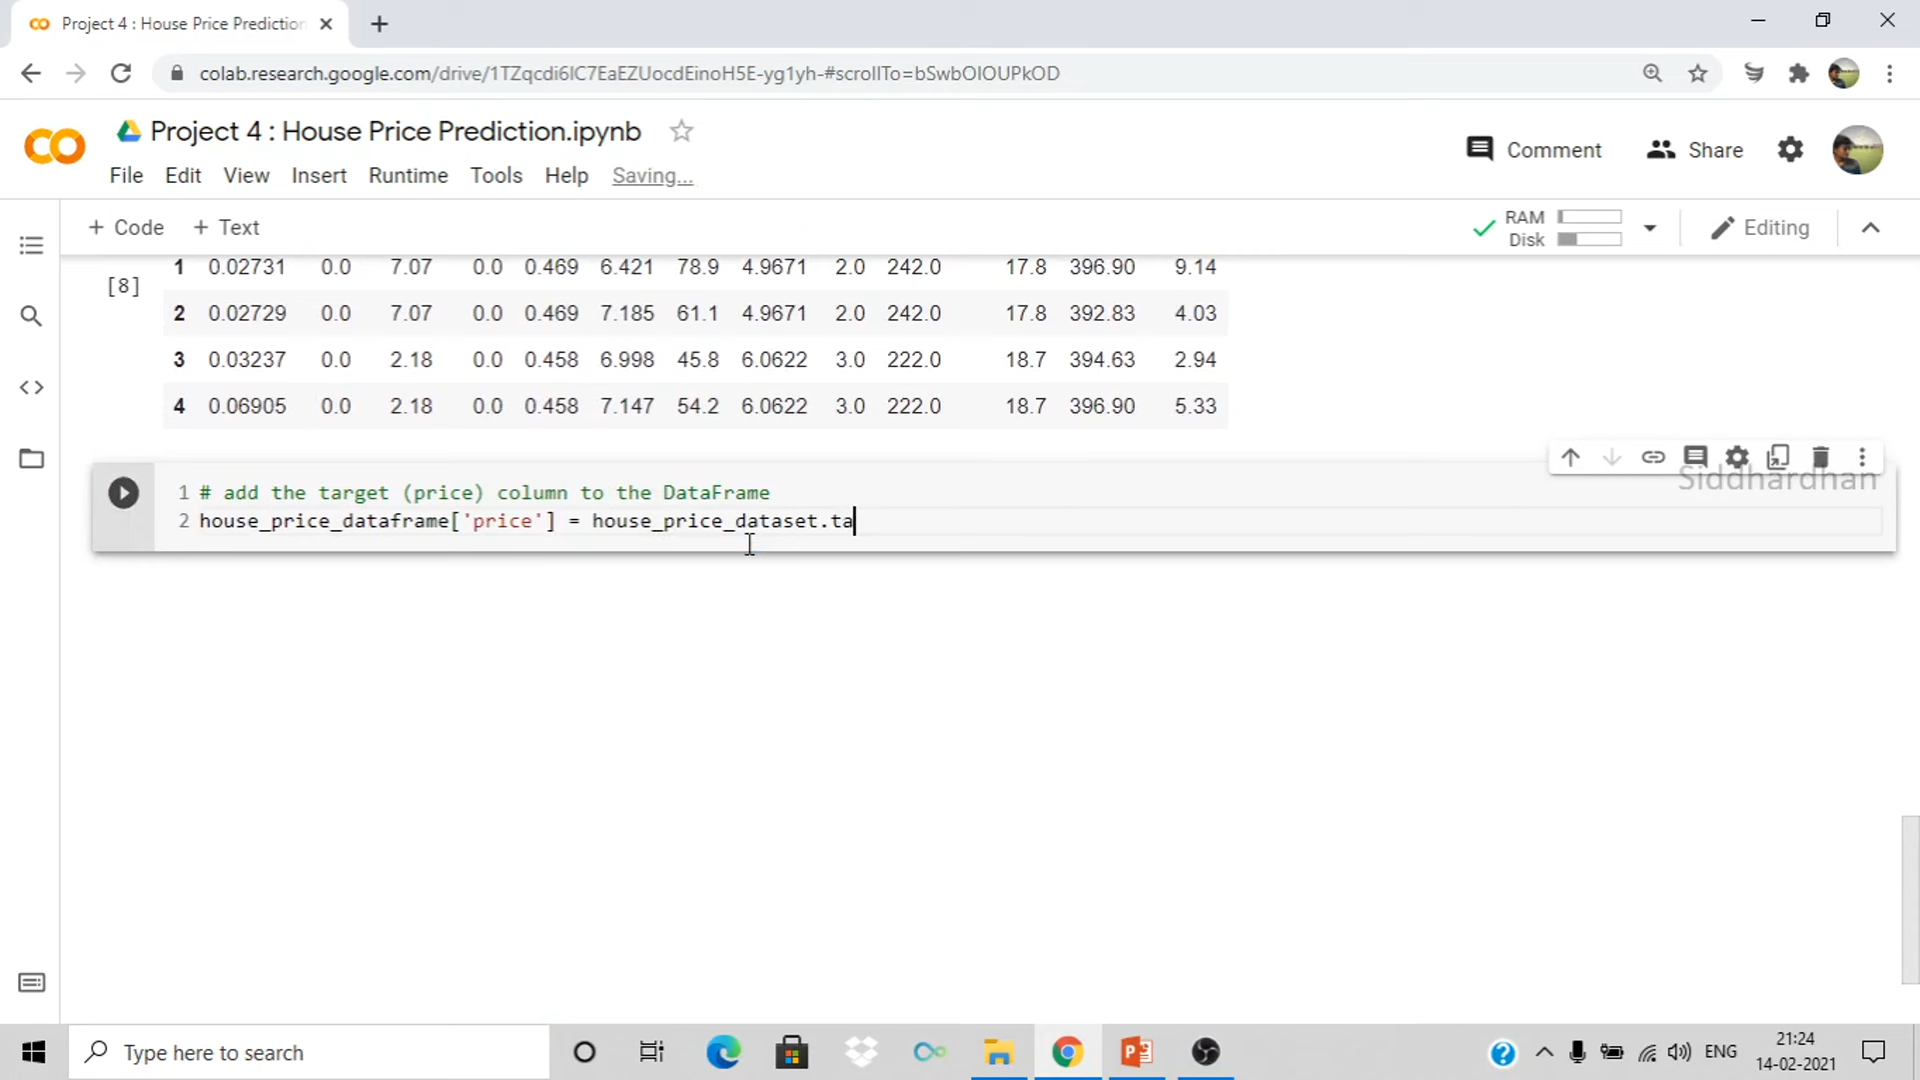 Project 4 : House Price Prediction
colab.research.google.com/drive/1TZqcdi6IC7EaEZUocdEinoH5E-yg1yh-#scrollTo=bSwbOIOUPkOD
CO Project 4 : House Price Prediction.ipynb
Comment Share
File Edit View Insert Runtime Tools Help Saving...
+ Code + Text RAM Disk Editing
[8]
1 0.02731 0.0 7.07 0.0 0.469 6.421 78.9 4.9671 2.0 242.0 17.8 396.90 9.14
2 0.02729 0.0 7.07 0.0 0.469 7.185 61.1 4.9671 2.0 242.0 17.8 392.83 4.03
3 0.03237 0.0 2.18 0.0 0.458 6.998 45.8 6.0622 3.0 222.0 18.7 394.63 2.94
4 0.06905 0.0 2.18 0.0 0.458 7.147 54.2 6.0622 3.0 222.0 18.7 396.90 5.33
Siddhardhan
1 # add the target (price) column to the DataFrame
2 house_price_dataframe['price'] = house_price_dataset.ta
Type here to search
ENG
21:24
14-02-2021